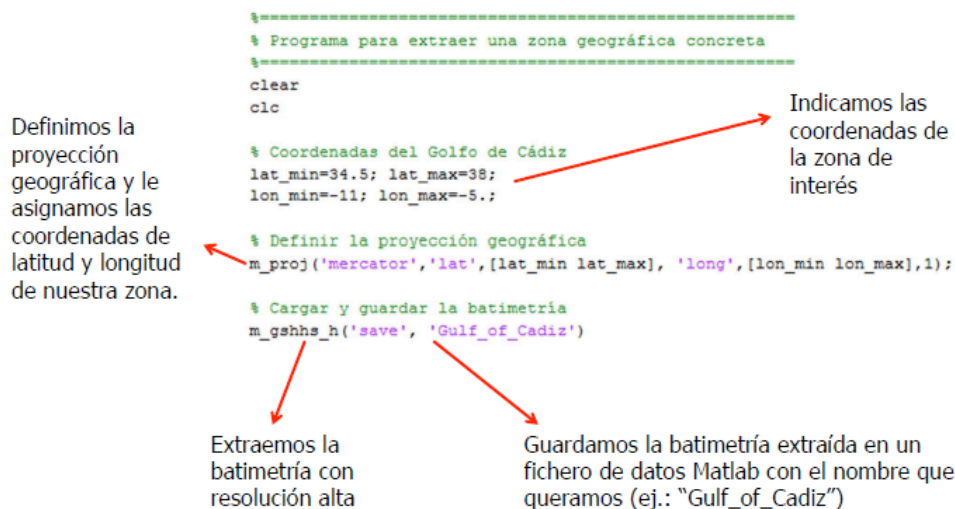 %=======================================================
% Programa para extraer una zona geográfica concreta
%=======================================================
clear
clc
% Coordenadas del Golfo de Cádiz
lat_min=34.5; lat_max=38;
lon_min=-11; lon_max=-5.;
% Definir la proyección geográfica
m_proj('mercator','lat',[lat_min lat_max], 'long',[lon_min lon_max],1);
% Cargar y guardar la batimetría
m_gshhs_h('save', 'Gulf_of_Cadiz')
Definimos la
proyección
geográfica y le
asignamos las
coordenadas de
latitud y longitud
de nuestra zona.
Indicamos las
coordenadas de
la zona de
interés
Extraemos la
batimetría con
resolución alta
Guardamos la batimetría extraída en un
fichero de datos Matlab con el nombre que
queramos (ej.: “Gulf_of_Cadiz”)